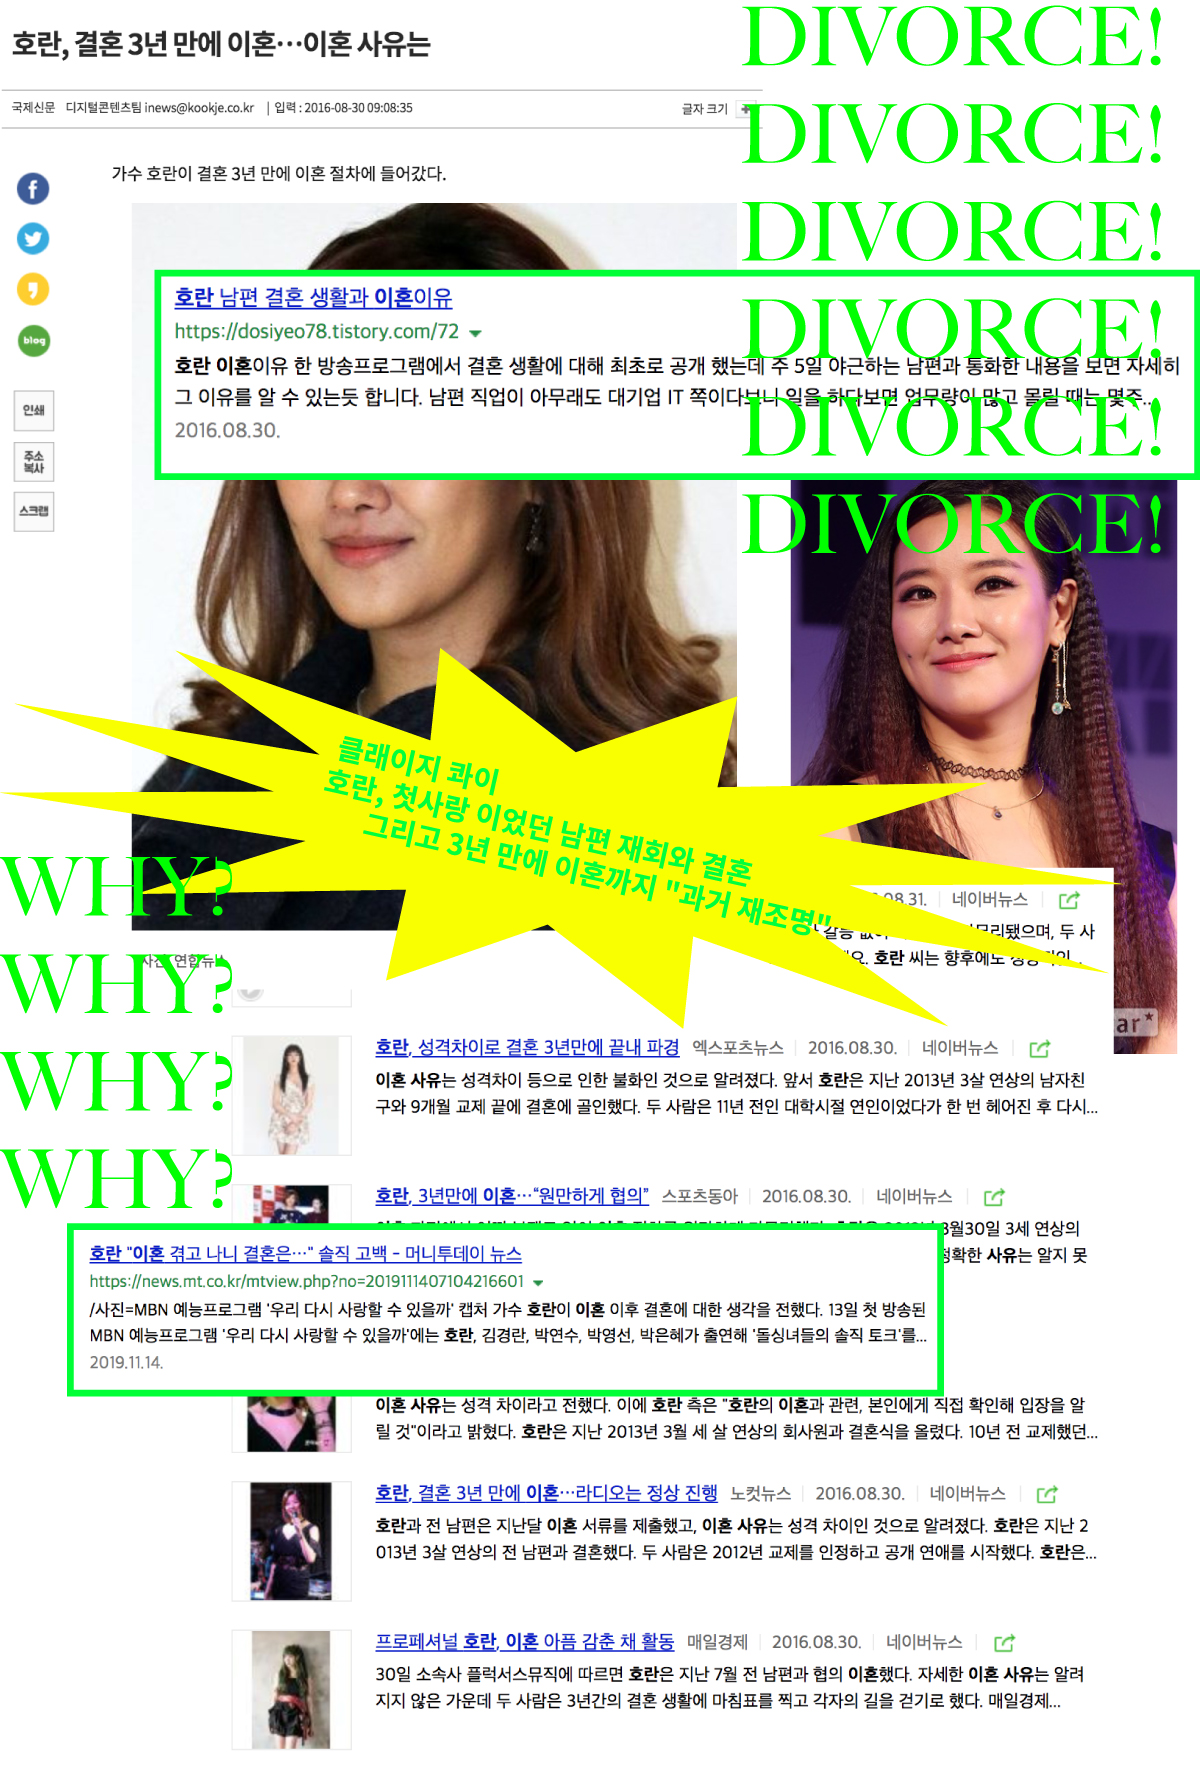 호란, 결혼 3년 만에 이혼…이혼 사유는
DIVORCE!
국제신문 디지털콘텐츠팀 inews@kookje.co.kr | 입력 : 2016-08-30 09:08:35
글자 크기 +
DIVORCE!
가수 호란이 결혼 3년 만에 이혼 절차에 들어갔다.
DIVORCE!
호란 남편 결혼 생활과 이혼이유
https://dosiyeo78.tistory.com/72
DIVORCE!
blog
호란 이혼이유 한 방송프로그램에서 결혼 생활에 대해 최초로 공개 했는데 주 5일 야근하는 남편과 통화한 내용을 보면 자세히
그 이유를 알 수 있는듯 합니다. 남편 직업이 아무래도 대기업 IT 쪽이다보니 일을 하다보면 업무량이 많고 몰릴 때는 몇주...
2016.08.30.
DIVORCE!
인쇄
주소
복사
스크랩
DIVORCE!
클래이지 콰이
호란, 첫사랑 이었던 남편 재회와 결혼
그리고 3년 만에 이혼까지 "과거 재조명"
WHY?
08.31. 네이버뉴스
무리됐으며, 두 사
호란 씨는 향후에도
WHY?
연합뉴스
ar*
호란, 성격차이로 결혼 3년만에 끝내 파경 엑스포츠뉴스 2016.08.30. 네이버뉴스
이혼 사유는 성격차이 등으로 인한 불화인 것으로 알려졌다. 앞서 호란은 지난 2013년 3살 연상의 남자친
구와 9개월 교제 끝에 결혼에 골인했다. 두 사람은 11년 전인 대학시절 연인이었다가 한 번 헤어진 후 다시...
WHY?
WHY?
호란, 3년만에 이혼…“원만하게 협의” 스포츠동아 2016.08.30. 네이버뉴스
3월30일 3세 연상의
정확한 사유는 알지 못
호란 "이혼 겪고 나니 결혼은…" 솔직 고백 - 머니투데이 뉴스
https://news.mt.co.kr/mtview.php?no=2019111407104216601
/사진=MBN 예능프로그램 '우리 다시 사랑할 수 있을까' 캡처 가수 호란이 이혼 이후 결혼에 대한 생각을 전했다. 13일 첫 방송된
MBN 예능프로그램 '우리 다시 사랑할 수 있을까'에는 호란, 김경란, 박연수, 박영선, 박은혜가 출연해 '돌싱녀들의 솔직 토크'를...
2019.11.14.
이혼 사유는 성격 차이라고 전했다. 이에 호란 측은 "호란의 이혼과 관련, 본인에게 직접 확인해 입장을 알
릴 것"이라고 밝혔다. 호란은 지난 2013년 3월 세 살 연상의 회사원과 결혼식을 올렸다. 10년 전 교제했던...
호란, 결혼 3년 만에 이혼…라디오는 정상 진행 노컷뉴스 2016.08.30. 네이버뉴스
호란과 전 남편은 지난달 이혼 서류를 제출했고, 이혼 사유는 성격 차이인 것으로 알려졌다. 호란은 지난 2
013년 3살 연상의 전 남편과 결혼했다. 두 사람은 2012년 교제를 인정하고 공개 연애를 시작했다. 호란은...
프로페셔널 호란, 이혼 아픔 감춘 채 활동 매일경제 2016.08.30. 네이버뉴스
30일 소속사 플럭서스뮤직에 따르면 호란은 지난 7월 전 남편과 협의 이혼했다. 자세한 이혼 사유는 알려
지지 않은 가운데 두 사람은 3년간의 결혼 생활에 마침표를 찍고 각자의 길을 걷기로 했다. 매일경제...